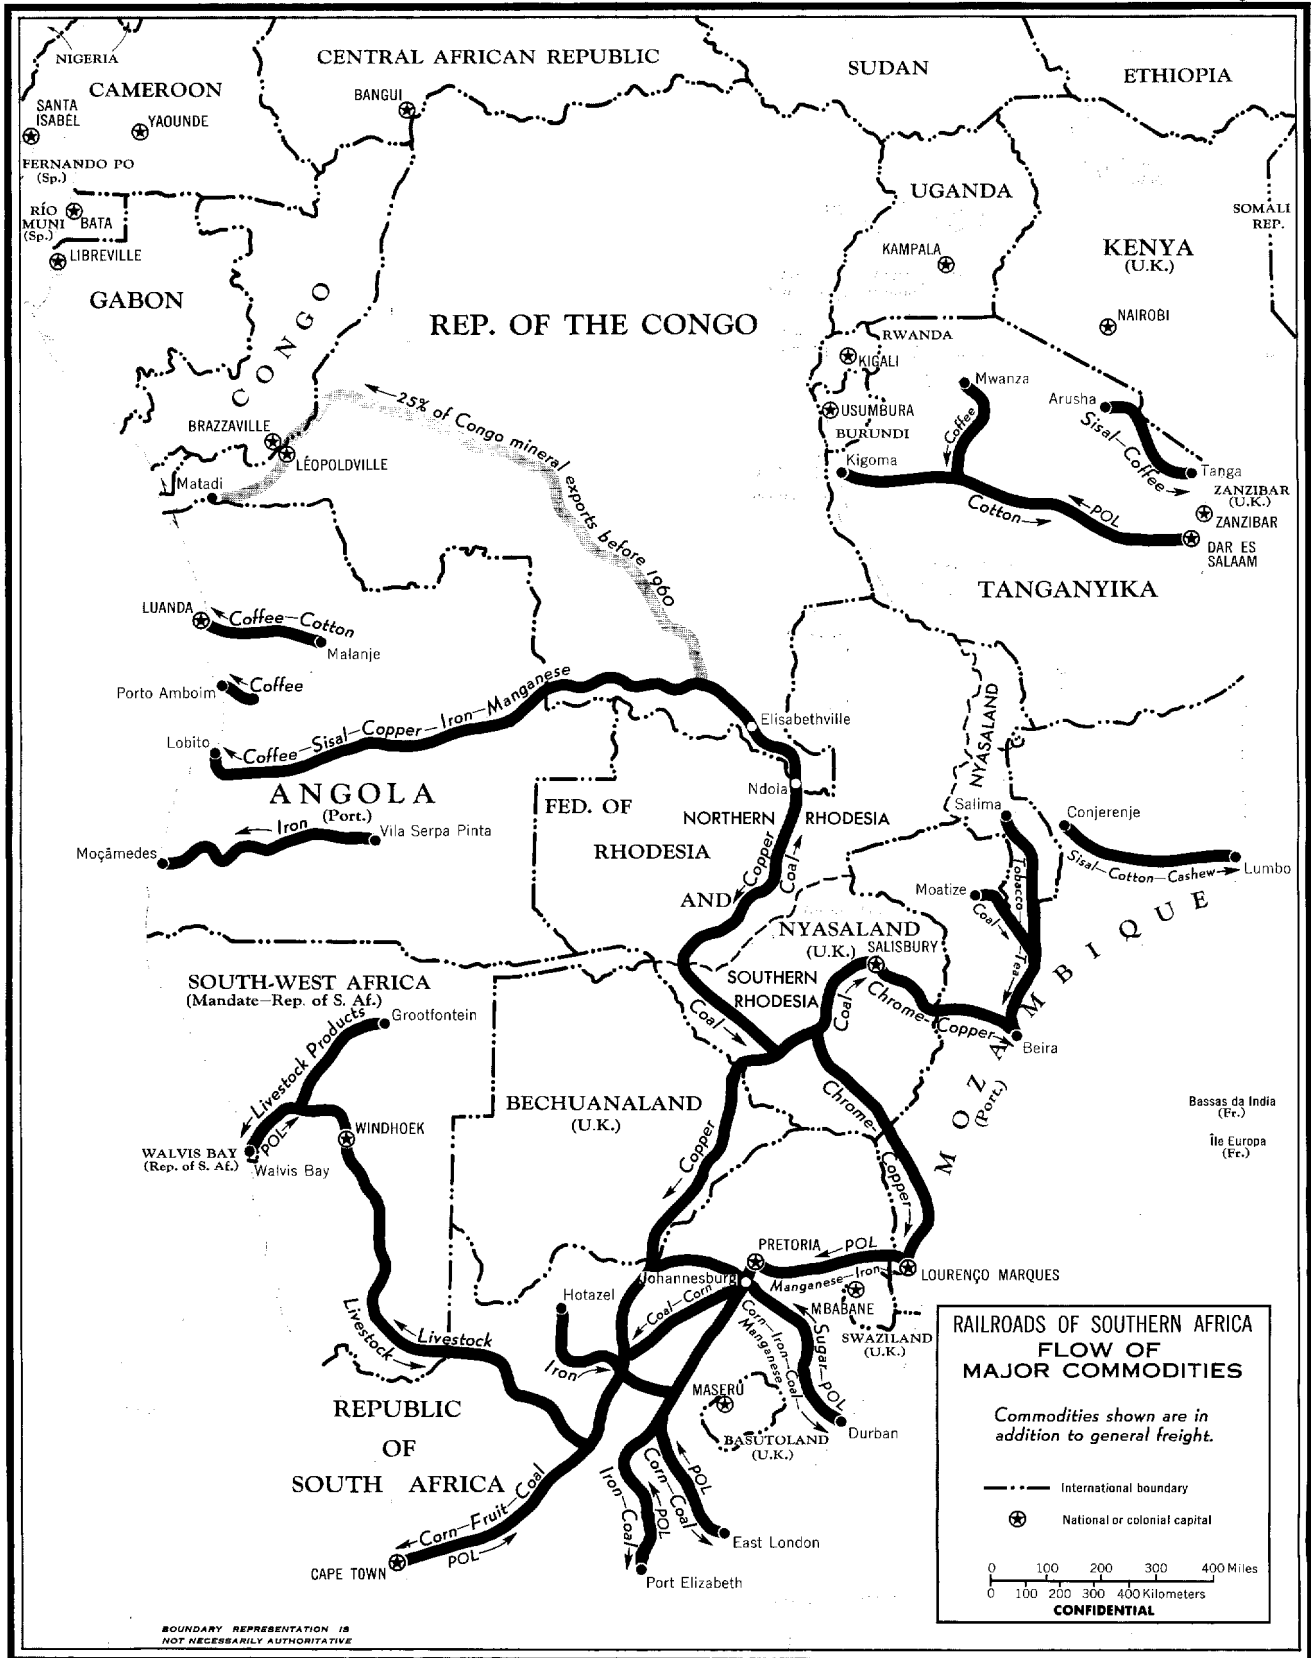 NIGERIA
CAMEROON
SANTA
ISABEL
YAOUNDE
FERNANDO PO
(Sp.)
RÍO
MUNI
(Sp.)
BATA
LIBREVILLE
GABON
CENTRAL AFRICAN REPUBLIC
BANGUI
SUDAN
ETHIOPIA
UGANDA
KAMPALA
KENYA
(U.K.)
NAIROBI
SOMALI
REP.
CONGO
REP. OF THE CONGO
RWANDA
KIGALI
USUMBURA
BURUNDI
Mwanza
Coffee
Kigoma
Arusha
Sisal—Coffee
Tanga
ZANZIBAR
(U.K.)
ZANZIBAR
Cotton
POL
DAR ES
SALAAM
TANGANYIKA
BRAZZAVILLE
LÉOPOLDVILLE
Matadi
25% of Congo mineral exports before 1960
LUANDA
Coffee—Cotton
Malanje
Porto Amboim
Coffee
Lobito
Coffee—Sisal—Copper—Iron—Manganese
Elisabethville
Ndola
ANGOLA
(Port.)
Iron
Vila Serpa Pinta
Moçâmedes
FED. OF
RHODESIA
AND
NYASALAND
(U.K.)
NORTHERN RHODESIA
Copper
Coal
NYASALAND
Salima
Tobacco—Tea
Moatize
Coal
Conjerenje
Sisal—Cotton—Cashew
Lumbo
MOZAMBIQUE
(Port.)
SALISBURY
SOUTHERN
RHODESIA
Coal
Coal
Chrome—Copper
Beira
SOUTH-WEST AFRICA
(Mandate—Rep. of S. Af.)
Grootfontein
Livestock Products
POL
WINDHOEK
WALVIS BAY
(Rep. of S. Af.)
Walvis Bay
BECHUANALAND
(U.K.)
Copper
Chrome—Copper
Bassas da India
(Fr.)
Île Europa
(Fr.)
PRETORIA
POL
Manganese—Iron
LOURENÇO MARQUES
Johannesburg
MBABANE
SWAZILAND
(U.K.)
Hotazel
Iron
Coal—Corn
Corn—Iron—Coal
Manganese
Sugar—POL
Durban
Livestock
Livestock
MASERU
BASUTOLAND
(U.K.)
REPUBLIC
OF
SOUTH AFRICA
Corn—Fruit—Coal
POL
CAPE TOWN
Iron—Coal
POL
Corn—Coal
POL
East London
Port Elizabeth
RAILROADS OF SOUTHERN AFRICA
FLOW OF
MAJOR COMMODITIES
Commodities shown are in
addition to general freight.
International boundary
National or colonial capital
0 100 200 300 400 Miles
0 100 200 300 400 Kilometers
CONFIDENTIAL
BOUNDARY REPRESENTATION IS
NOT NECESSARILY AUTHORITATIVE